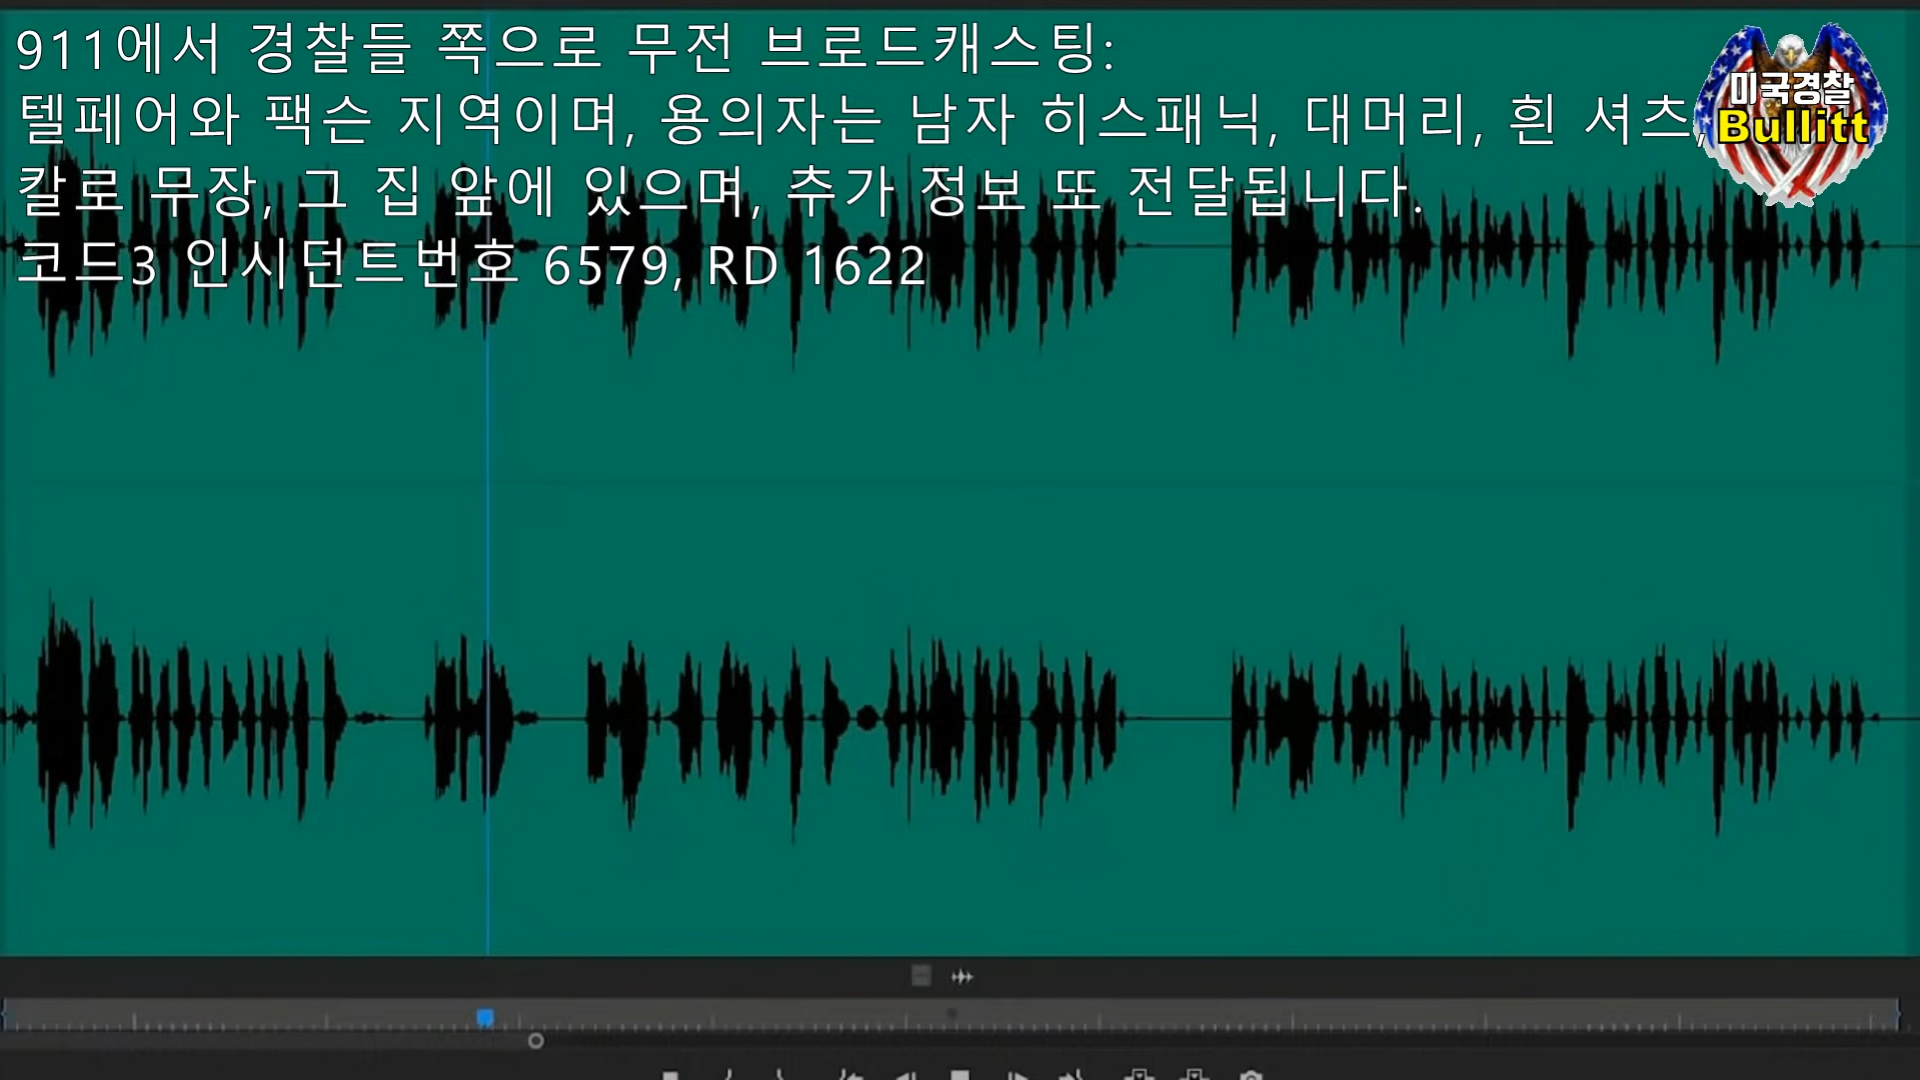 911에서 경찰들 쪽으로 무전 브로드캐스팅:
텔페어와 팩슨 지역이며, 용의자는 남자 히스패닉, 대머리, 흰 셔츠,
칼로 무장, 그 집 앞에 있으며, 추가 정보 또 전달됩니다.
코드3 인시던트번호 6579, RD 1622
미국경찰
Bullitt